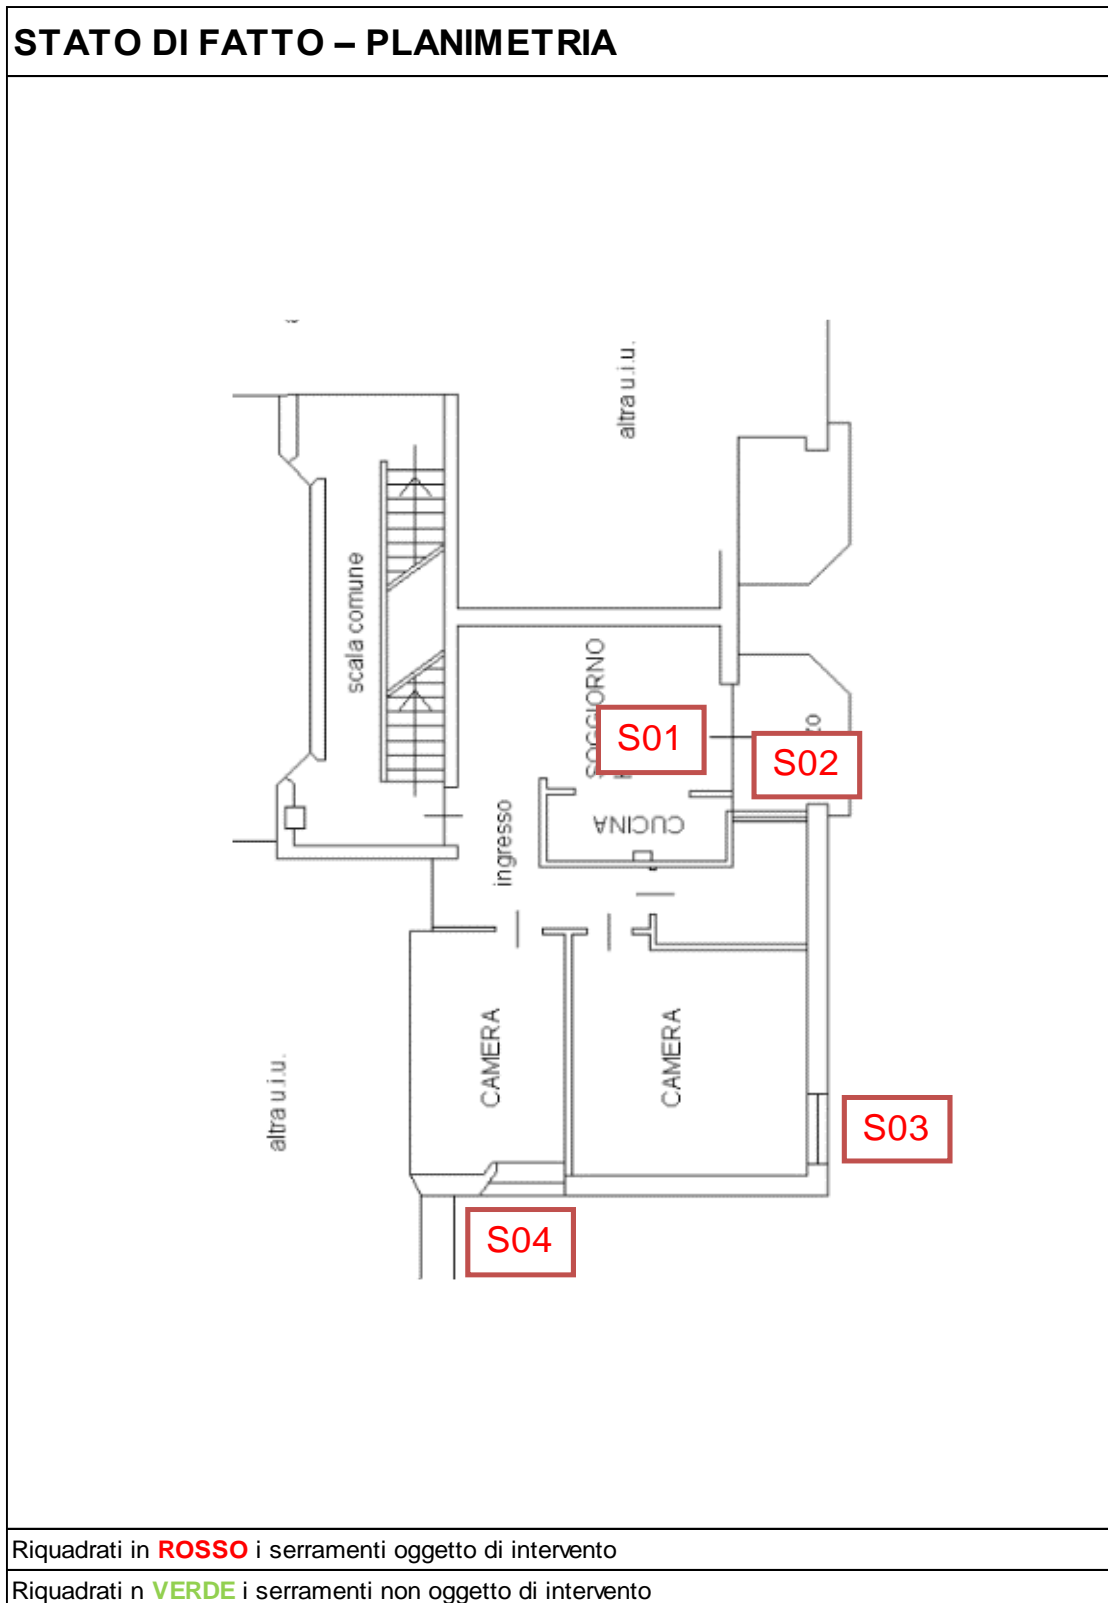 STATO DI FATTO – PLANIMETRIA
altra u.i.u.
scala comune
SOGGIORNO
S01
S02
CUCINA
ingresso
CAMERA
CAMERA
altra u.i.u.
S03
S04
Riquadrati in ROSSO i serramenti oggetto di intervento
Riquadrati n VERDE i serramenti non oggetto di intervento